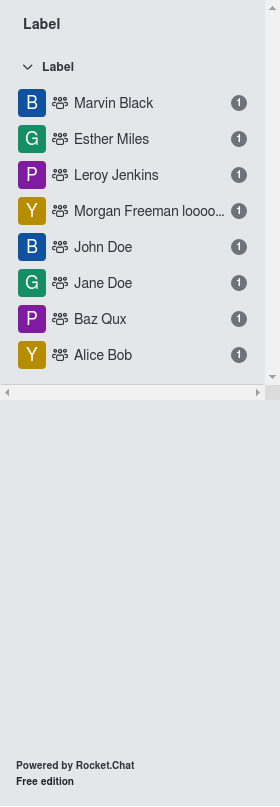 Label
Label
B Marvin Black 1
G Esther Miles 1
P Leroy Jenkins 1
Y Morgan Freeman loooo... 1
B John Doe 1
G Jane Doe 1
P Baz Qux 1
Y Alice Bob 1
Powered by Rocket.Chat
Free edition